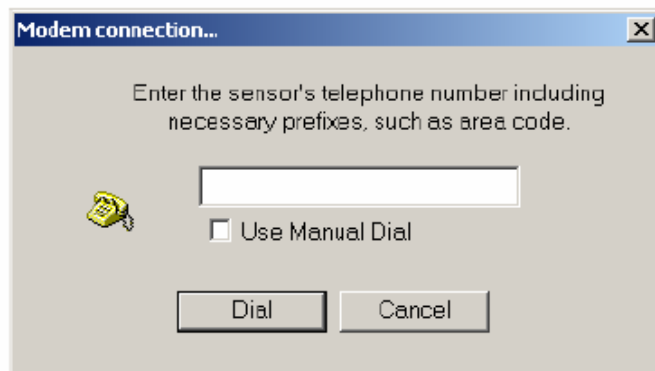 Modem connection...
Enter the sensor's telephone number including
necessary prefixes, such as area code.
Use Manual Dial
Dial
Cancel